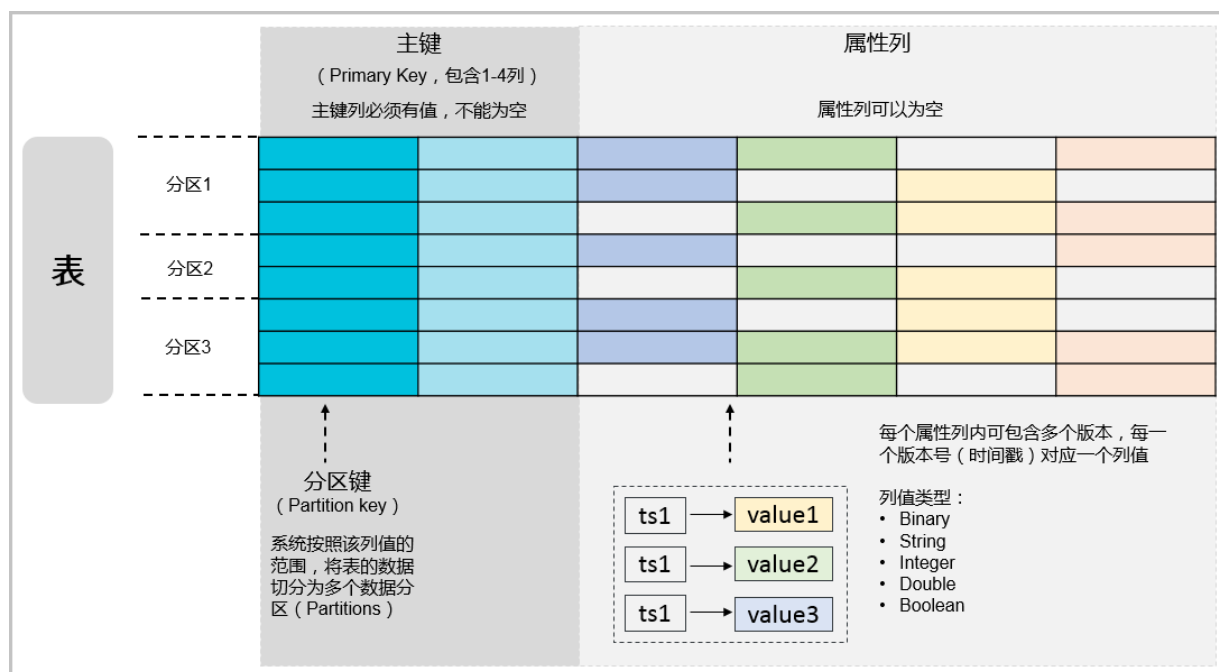 主键
（Primary Key，包含1-4列）
主键列必须有值，不能为空
属性列
属性列可以为空
表
分区1
分区2
分区3
分区键
（Partition key）
系统按照该列值的
范围，将表的数据
切分为多个数据分
区（Partitions）
ts1
value1
ts1
value2
ts1
value3
每个属性列内可包含多个版本，每一
个版本号（时间戳）对应一个列值
列值类型：
• Binary
• String
• Integer
• Double
• Boolean